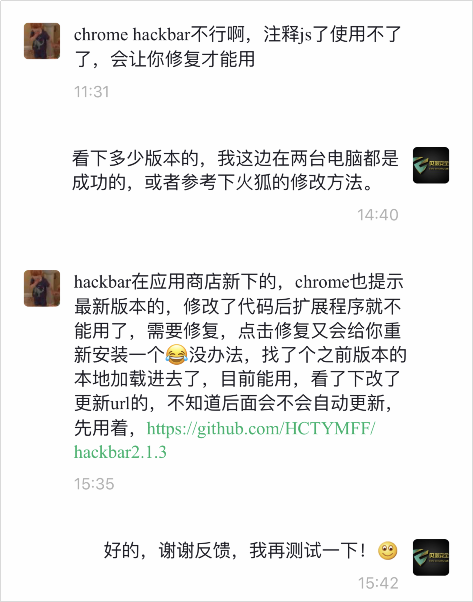 chrome hackbar不行啊，注释js了使用不了
了，会让你修复才能用
11:31
看下多少版本的，我这边在两台电脑都是
成功的，或者参考下火狐的修改方法。
14:40
hackbar在应用商店新下的，chrome也提示
最新版本的，修改了代码后扩展程序就不
能用了，需要修复，点击修复又会给你重
新安装一个😂没办法，找了个之前版本的
本地加载进去了，目前能用，看了下改了
更新url的，不知道后面会不会自动更新，
先用着，https://github.com/HCTYMFF/
hackbar2.1.3
15:35
好的，谢谢反馈，我再测试一下！🙂
15:42